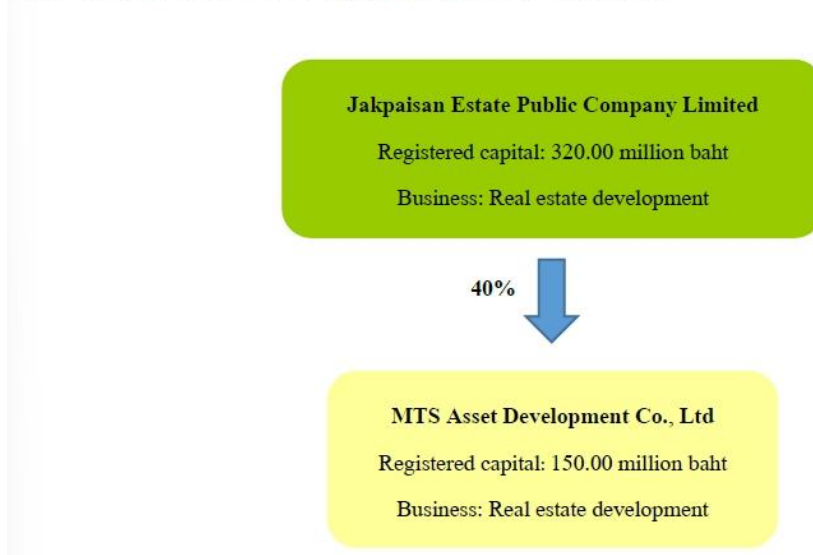 Jakpaisan Estate Public Company Limited
Registered capital: 320.00 million baht
Business: Real estate development
40%
MTS Asset Development Co., Ltd
Registered capital: 150.00 million baht
Business: Real estate development